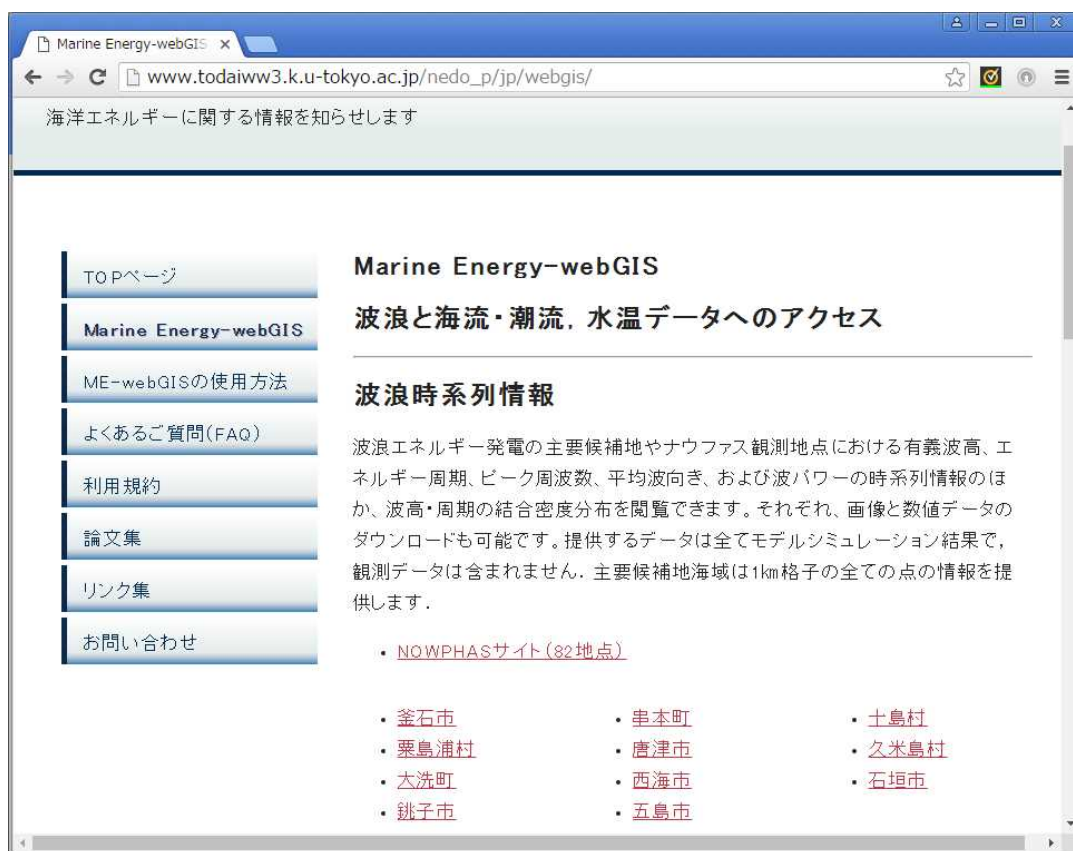 Marine Energy-webGIS
www.todaiww3.k.u-tokyo.ac.jp/nedo_p/jp/webgis/
海洋エネルギーに関する情報を知らせします
TOPページ
Marine Energy-webGIS
ME-webGISの使用方法
よくあるご質問(FAQ)
利用規約
論文集
リンク集
お問い合わせ
Marine Energy-webGIS
波浪と海流・潮流, 水温データへのアクセス
波浪時系列情報
波浪エネルギー発電の主要候補地やナウファス観測地点における有義波高、エ
ネルギー周期、ピーク周波数、平均波向き、および波パワーの時系列情報のほ
か、波高・周期の結合密度分布を閲覧できます。それぞれ、画像と数値データの
ダウンロードも可能です。提供するデータは全てモデルシミュレーション結果で,
観測データは含まれません. 主要候補地海域は1㎞格子の全ての点の情報を提
供します.
• NOWPHASサイト(82地点)
• 釜石市
• 粟島浦村
• 大洗町
• 銚子市
• 串本町
• 唐津市
• 西海市
• 五島市
• 十島村
• 久米島村
• 石垣市